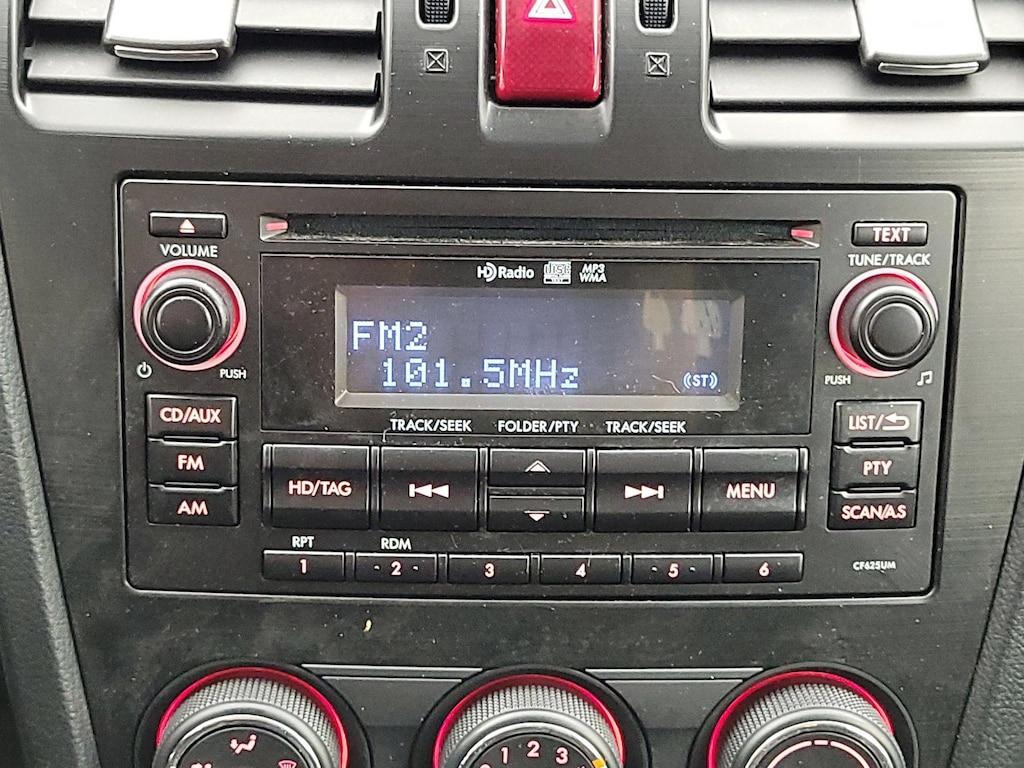 VOLUME
PUSH
HD Radio
disc
TEXT
MP3
WMA
FM2
101.5MHz
(ST)
TEXT
TUNE/TRACK
PUSH
CD/AUX
FM
AM
TRACK/SEEK
FOLDER/PTY
TRACK/SEEK
HD/TAG
MENU
LIST/
PTY
SCAN/A.S
RPT
RDM
1
2
3
4
5
6
CF625UM
1 2 3